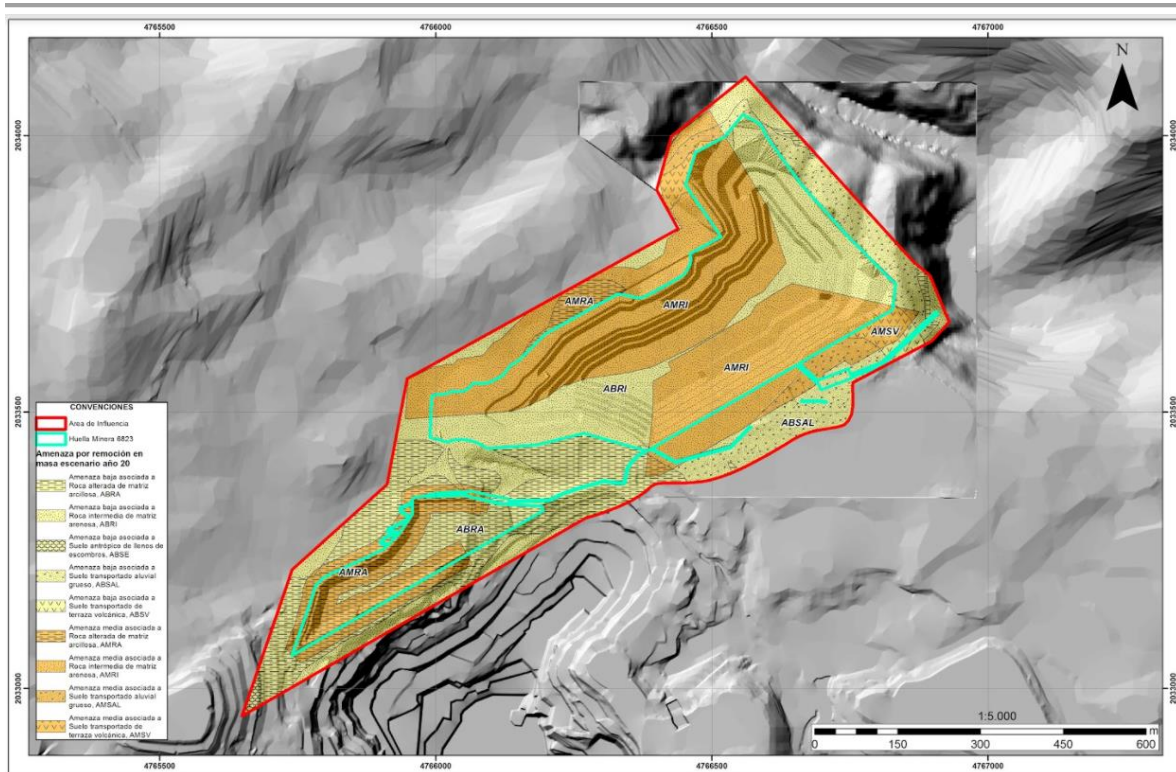 4765500 4766000 4766500 4767000
N
2034000 2034000
AMRA AMRI
AMSV
AMRI
ABRI
2033500 2033500
ABSAL
CONVENCIONES
Area de Influencia
Huella Minera 6823
Amenaza por remoción en
masa escenario año 20
Amenaza baja asociada a
Roca alterada de matriz
arcillosa, ABRA
Amenaza baja asociada a
Roca intermedia de matriz
arenosa, ABRI
Amenaza baja asociada a
Suelo antrópico de llenos de
escombros, ABSE
Amenaza baja asociada a
Suelo transportado aluvial
grueso, ABSAL
Amenaza baja asociada a
Suelo transportado de
terraza volcánica, ABSV
Amenaza media asociada a
Roca alterada de matriz
arcillosa, AMRA
Amenaza media asociada a
Roca intermedia de matriz
arenosa, AMRI
Amenaza media asociada a
Suelo transportado aluvial
grueso, AMSAL
Amenaza media asociada a
Suelo transportado de
terraza volcánica, AMSV
ABRA
AMRA
2033000 2033000
1:5.000
0 150 300 450 600
m
4765500 4766000 4766500 4767000